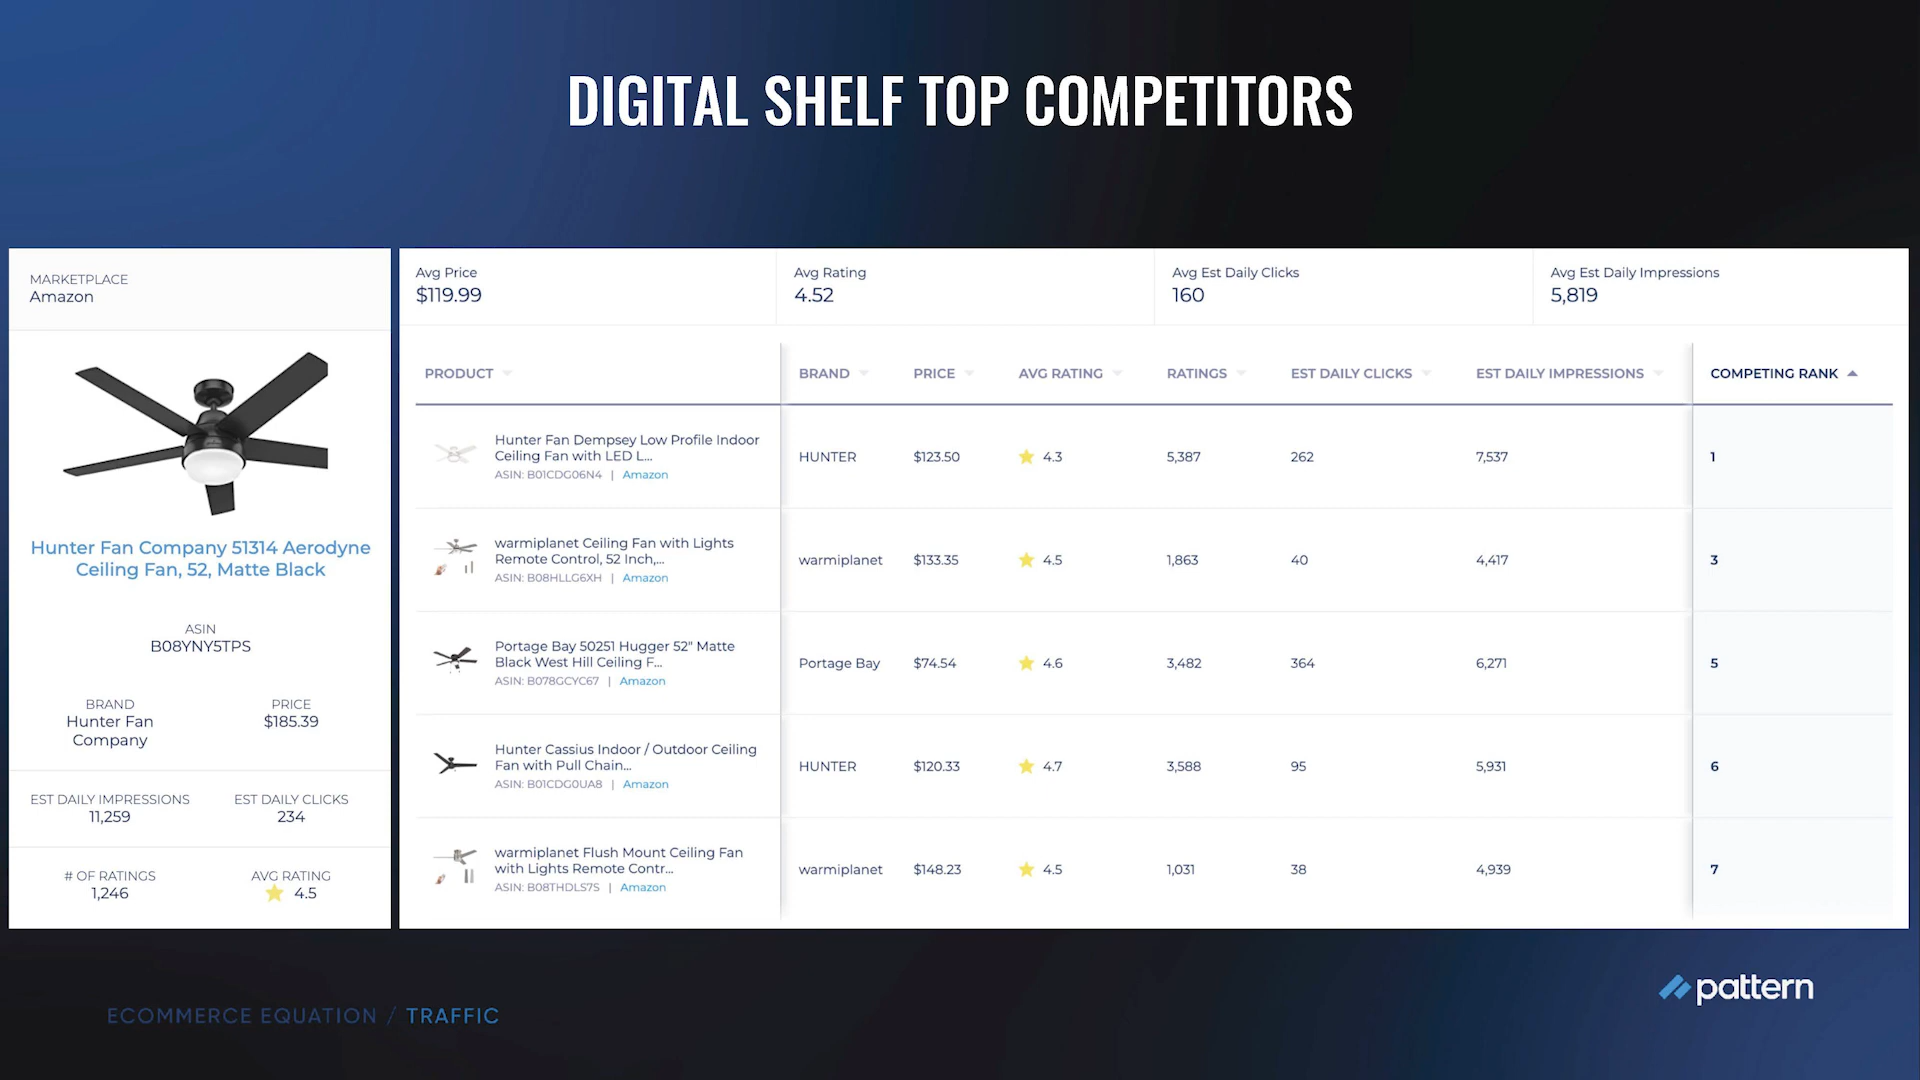 DIGITAL SHELF TOP COMPETITORS
MARKETPLACE
Amazon
Hunter Fan Company 51314 Aerodyne
Ceiling Fan, 52, Matte Black
ASIN
B08YNY5TPS
BRAND PRICE
Hunter Fan $185.39
Company
EST DAILY IMPRESSIONS EST DAILY CLICKS
11,259 234
# OF RATINGS AVG RATING
1,246 4.5
Avg Price Avg Rating Avg Est Daily Clicks Avg Est Daily Impressions
$119.99 4.52 160 5,819
PRODUCT BRAND PRICE AVG RATING RATINGS EST DAILY CLICKS EST DAILY IMPRESSIONS COMPETING RANK
Hunter Fan Dempsey Low Profile Indoor
Ceiling Fan with LED L... HUNTER $123.50 4.3 5,387 262 7,537 1
ASIN: B01CDG06N4 | Amazon
warmiplanet Ceiling Fan with Lights
Remote Control, 52 Inch,... warmiplanet $133.35 4.5 1,863 40 4,417 3
ASIN: B08HLLG6XH | Amazon
Portage Bay 50251 Hugger 52" Matte
Black West Hill Ceiling F... Portage Bay $74.54 4.6 3,482 364 6,271 5
ASIN: B078GCYC67 | Amazon
Hunter Cassius Indoor / Outdoor Ceiling
Fan with Pull Chain... HUNTER $120.33 4.7 3,588 95 5,931 6
ASIN: B01CDG0UA8 | Amazon
warmiplanet Flush Mount Ceiling Fan
with Lights Remote Contr... warmiplanet $148.23 4.5 1,031 38 4,939 7
ASIN: B08THDLS7S | Amazon
pattern
ECOMMERCE EQUATION / TRAFFIC